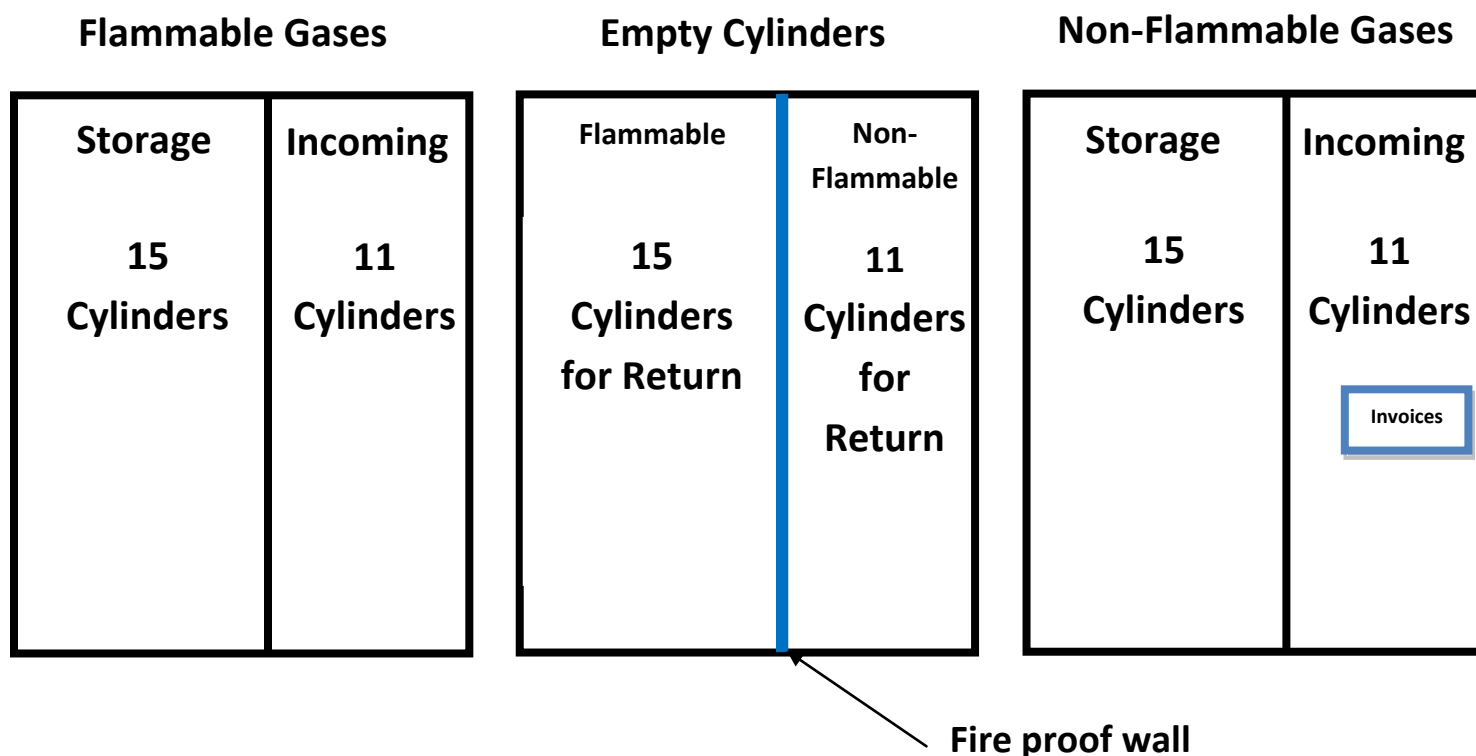 Flammable Gases
Storage
15
Cylinders
Incoming
11
Cylinders
Empty Cylinders
Flammable
15
Cylinders
for Return
Non-
Flammable
11
Cylinders
for
Return
Fire proof wall
Non-Flammable Gases
Storage
15
Cylinders
Incoming
11
Cylinders
Invoices